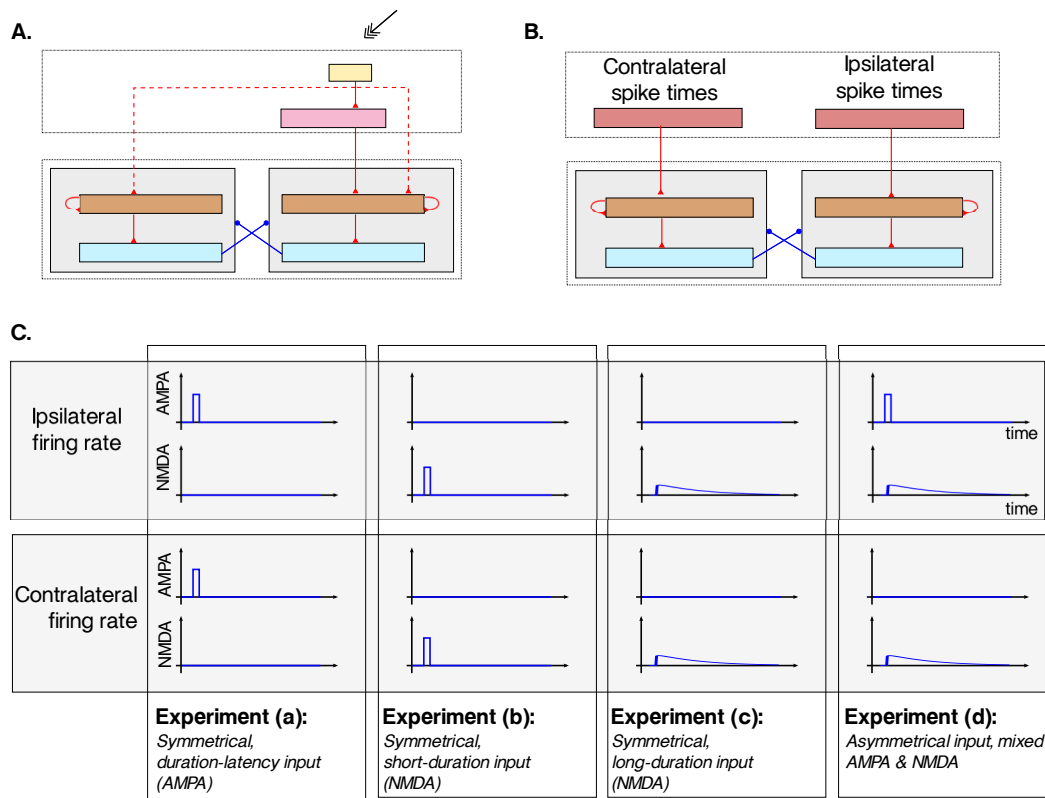 A.
B.
Contralateral
spike times
Ipsilateral
spike times
C.
Ipsilateral
firing rate
AMPA
NMDA
time
time
Contralateral
firing rate
AMPA
NMDA
Experiment (a):
Symmetrical,
duration-latency input
(AMPA)
Experiment (b):
Symmetrical,
short-duration input
(NMDA)
Experiment (c):
Symmetrical,
long-duration input
(NMDA)
Experiment (d):
Asymmetrical input, mixed
AMPA & NMDA